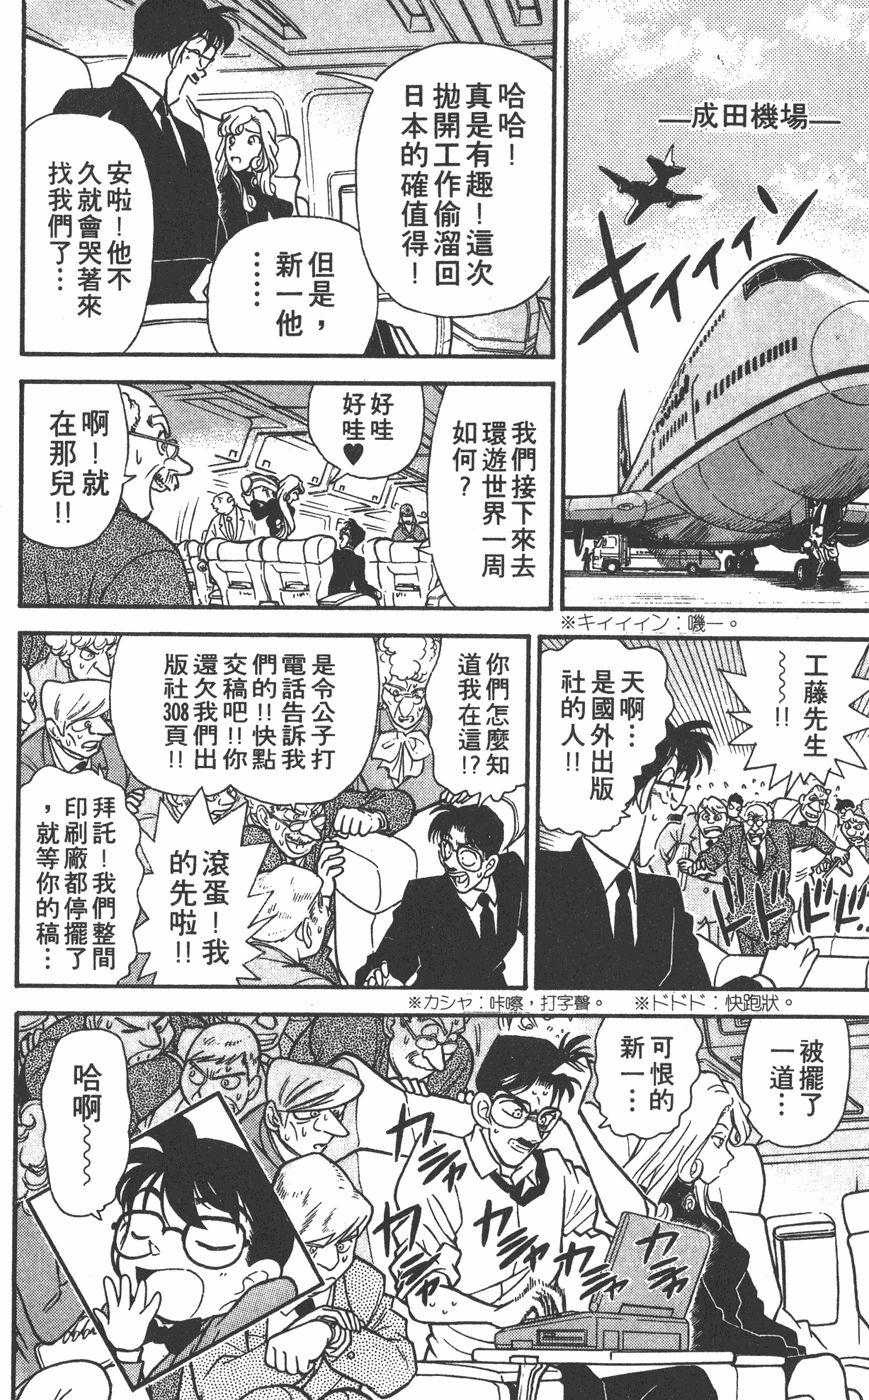 —成田機場—
キィィィン
※キィィィン：嘰一。
哈哈！
真是有趣！這次
拋開工作偷溜回
日本的確值得！
但是，
新一他
……
安啦！他不
久就會哭著來
找我們了…
我們接下來去
環遊世界一周
如何？
好哇
好哇♥
啊！就
在那兒!!
工藤先生
～～!!
天啊…
是國外出版
社的人!!
ドドド
ドドド
※ドドド：快跑狀。
你們怎麼知
道我在這!?
是令公子打
電話告訴我
們的!!快點
交稿吧!!你
還欠我們出
版社308頁!!
滾蛋！我
的先啦!!
拜託！我們整間
印刷廠都停擺了
，就等你的稿…
※カシャ：咔嚓，打字聲。
被擺了
一道…
可恨的
新一…
カシャ
カシャ
カシャ
カシャ
哈啊～～